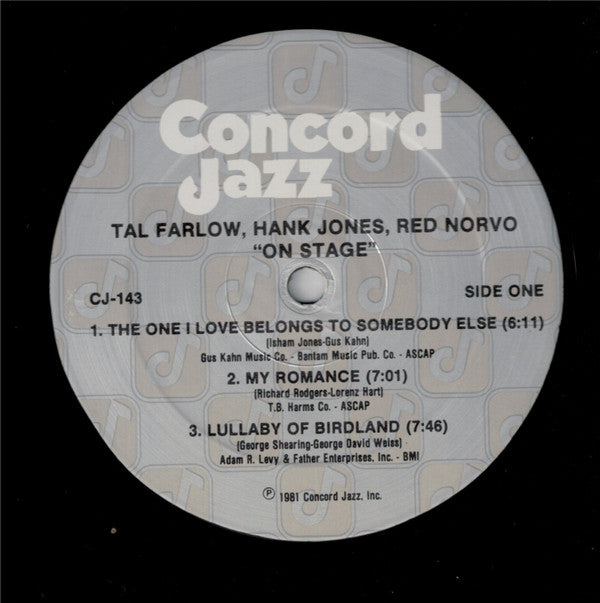 Concord
Jazz
TAL FARLOW, HANK JONES, RED NORVO
"ON STAGE"
CJ-143
SIDE ONE
1. THE ONE I LOVE BELONGS TO SOMEBODY ELSE (6:11)
(Isham Jones-Gus Kahn)
Gus Kahn Music Co. - Bantam Music Pub. Co. - ASCAP
2. MY ROMANCE (7:01)
(Richard Rodgers-Lorenz Hart)
T.B. Harms Co. - ASCAP
3. LULLABY OF BIRDLAND (7:46)
(George Shearing-George David Weiss)
Adam R. Levy & Father Enterprises, Inc. - BMI
℗ 1981 Concord Jazz, Inc.